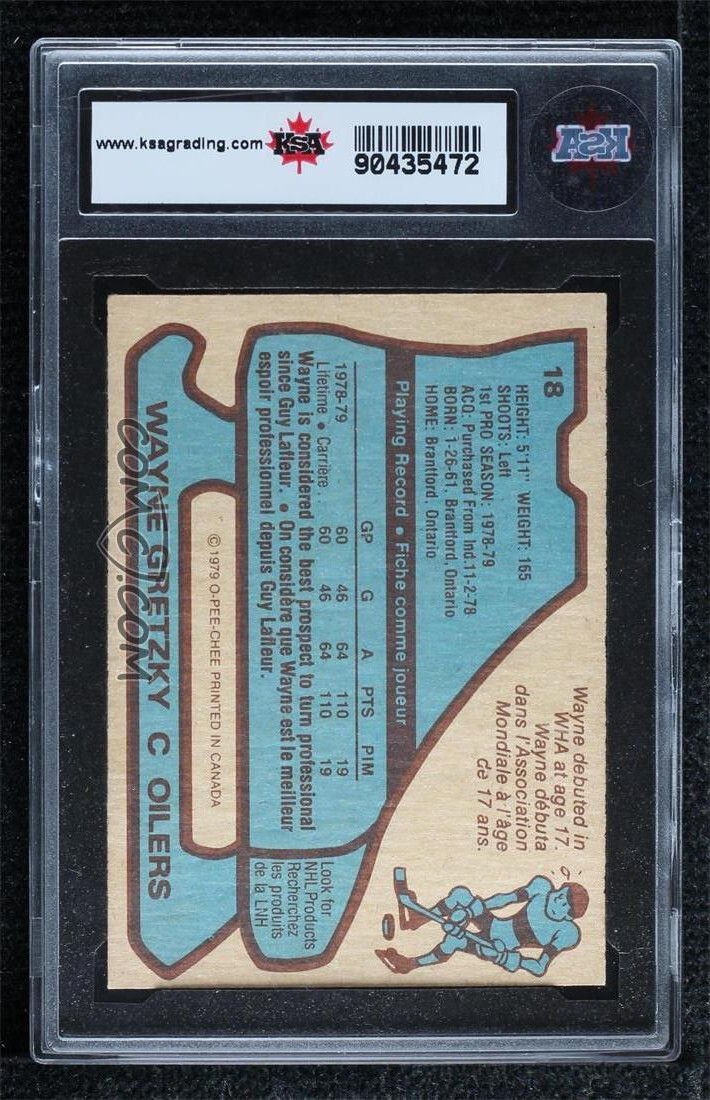 www.ksagrading.com
KSA
90435472
KSA
18
HEIGHT: 5'11" WEIGHT: 165
SHOOTS: Left
1st PRO SEASON: 1978-79
ACQ: Purchased From Ind. 11-2-78
BORN: 1-26-61, Brantford, Ontario
HOME: Brantford, Ontario
Wayne debuted in
WHA at age 17.
Wayne débuta
dans l'Association
Mondiale à l'âge
de 17 ans.
Playing Record • Fiche comme joueur
GP G A PTS PIM
1978-79 60 46 64 110 19
Lifetime • Carrière . . 60 46 64 110 19
Wayne is considered the best prospect to turn professional
since Guy Lafleur. • On considère que Wayne est le meilleur
espoir professionnel depuis Guy Lafleur.
Look for
NHL Products
Recherchez
les produits
de la LNH
© 1979 O-PEE-CHEE PRINTED IN CANADA
WAYNE GRETZKY C OILERS
COMC.COM